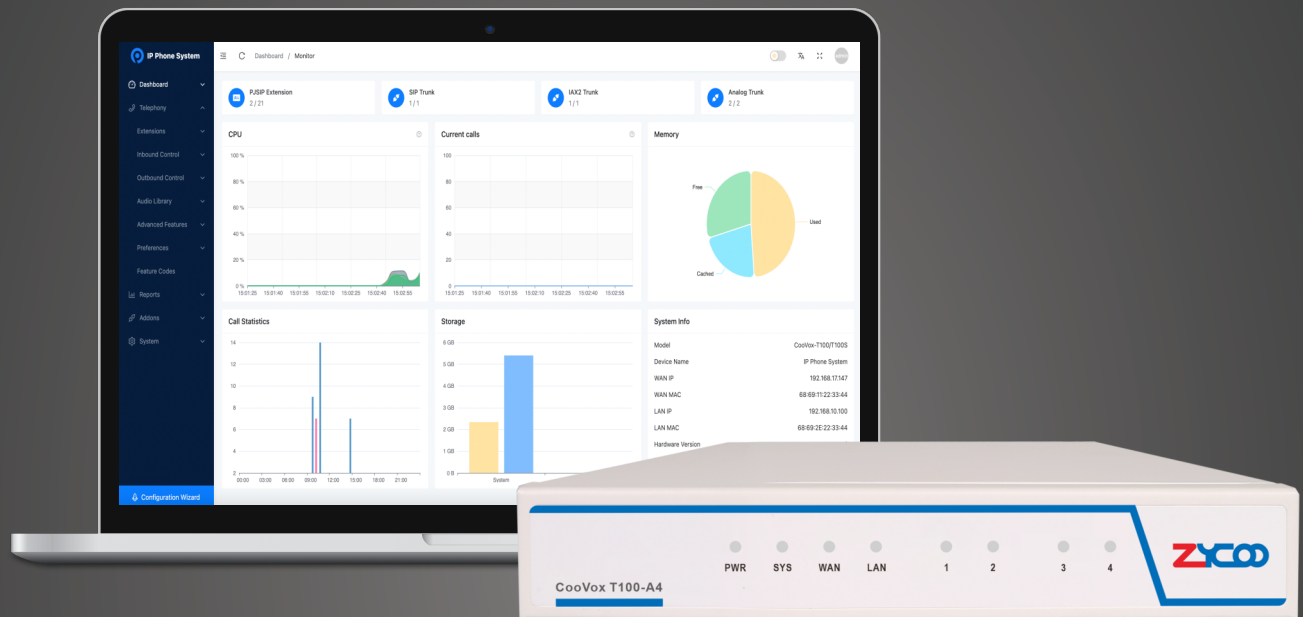 IP Phone System
Dashboard / Monitor
Dashboard
Telephony
Extensions
Inbound Control
Outbound Control
Audio Library
Advanced Features
Preferences
Feature Codes
Reports
Addons
System
Configuration Wizard
PJSIP Extension
2 / 21
SIP Trunk
1 / 1
IAX2 Trunk
1 / 1
Analog Trunk
2 / 2
CPU
100 %
80 %
60 %
40 %
20 %
0 %
15:01:25 15:01:40 15:01:55 15:02:10 15:02:25 15:02:40 15:02:55
Current calls
100
80
60
40
20
0
15:01:25 15:01:40 15:01:55 15:02:10 15:02:25 15:02:40 15:02:55
Memory
Free
Used
Cached
Call Statistics
14
12
10
8
6
4
2
00:00 03:00 06:00 09:00 12:00 15:00 18:00 21:00
Storage
6 GB
5 GB
4 GB
3 GB
2 GB
1 GB
0 B
System
System Info
Model CooVox-T100/T100S
Device Name IP Phone System
WAN IP 192.168.17.147
WAN MAC 68:69:11:22:33:44
LAN IP 192.168.10.100
LAN MAC 68:69:2E:22:33:44
Hardware Version
PWR SYS WAN LAN 1 2 3 4
CooVox T100-A4
ZYCOO